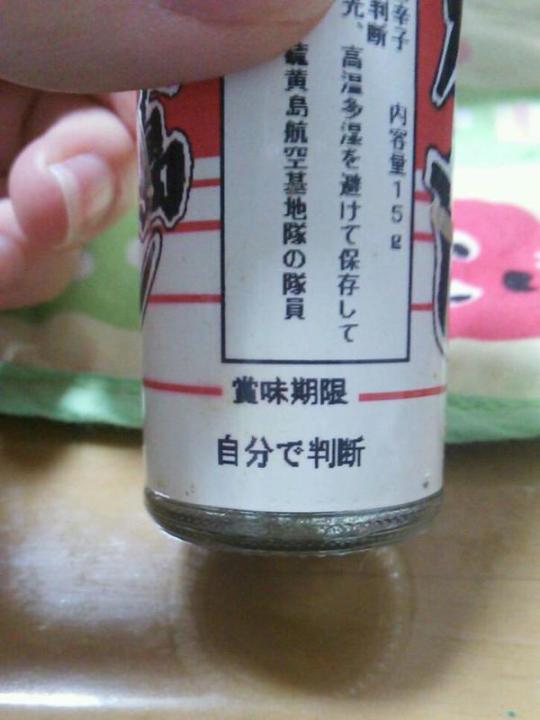 辛子 内容量15g
判断
光、高温多湿を避けて保存して
硫黄島航空基地隊の隊員
島
賞味期限
自分で判断